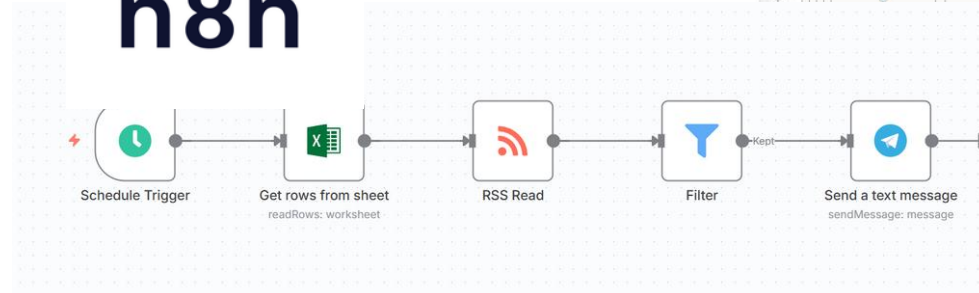 n8n
Kept
Schedule Trigger
Get rows from sheet
RSS Read
Filter
Send a text message
readRows: worksheet
sendMessage: message